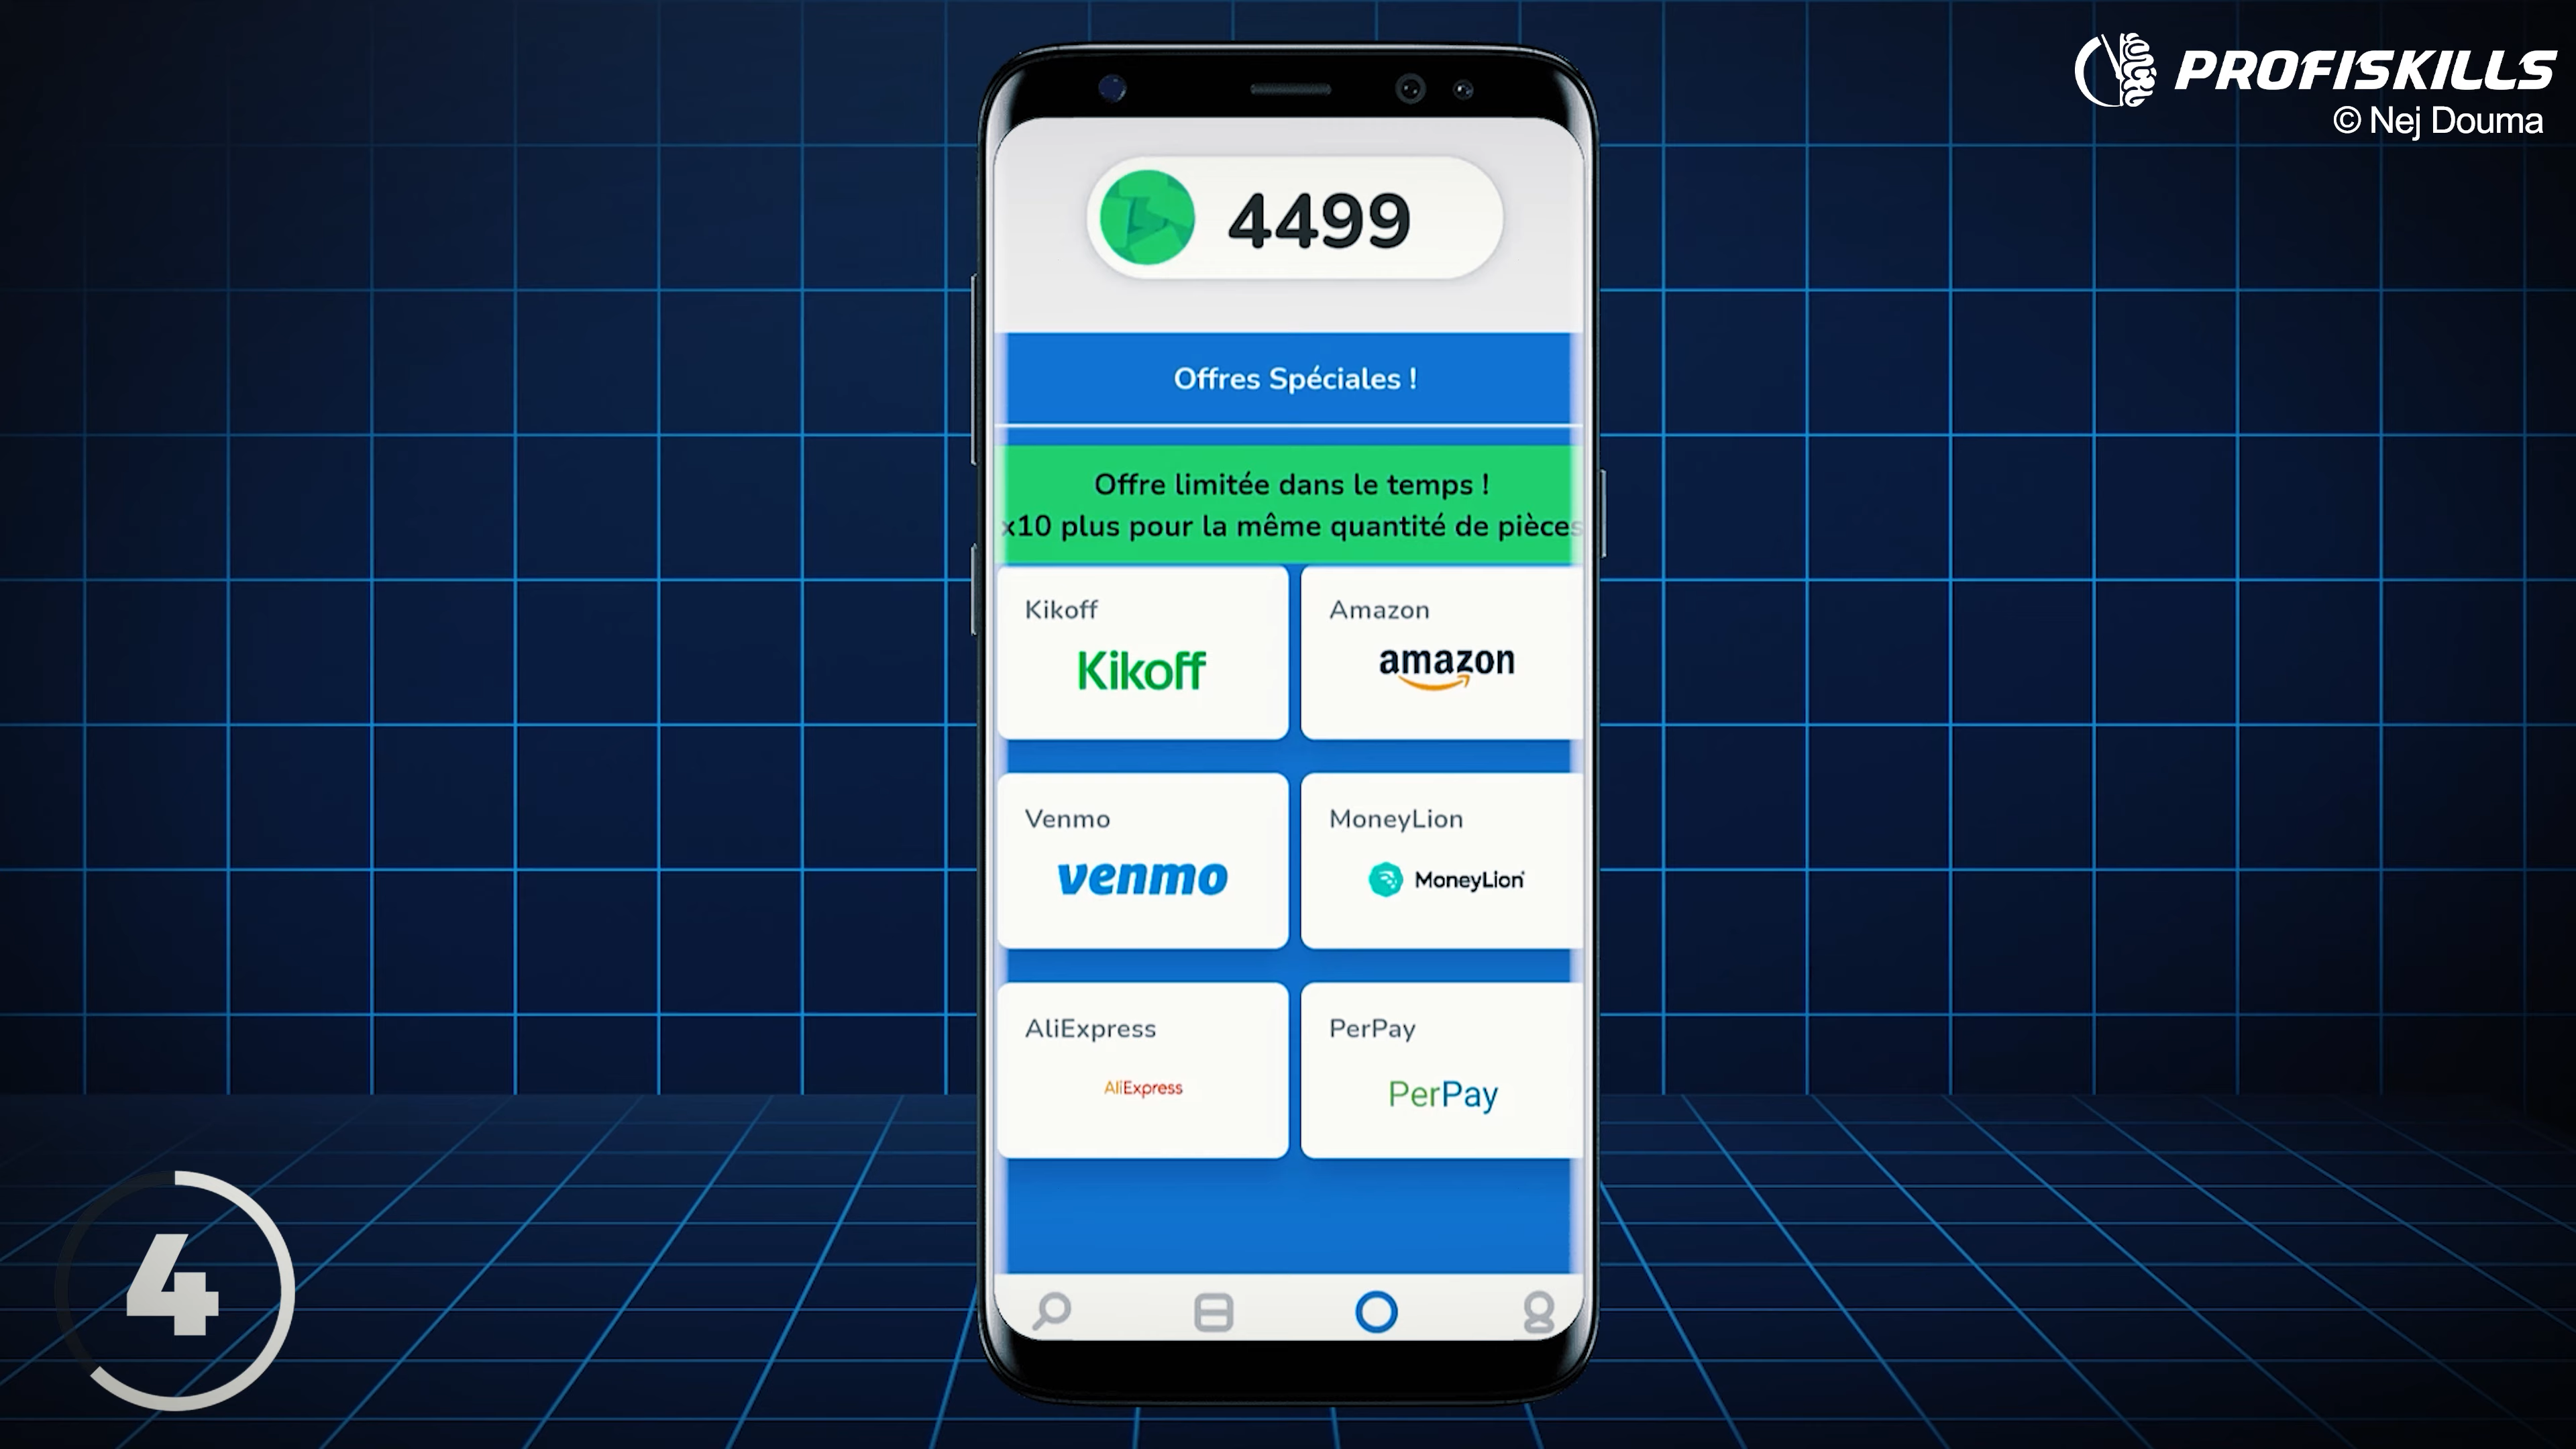 PROFISKILLS
© Nej Douma
4499
Offres Spéciales !
Offre limitée dans le temps !
x10 plus pour la même quantité de pièces
Kikoff
Kikoff
Amazon
amazon
Venmo
venmo
MoneyLion
MoneyLion
AliExpress
AliExpress
PerPay
PerPay
4